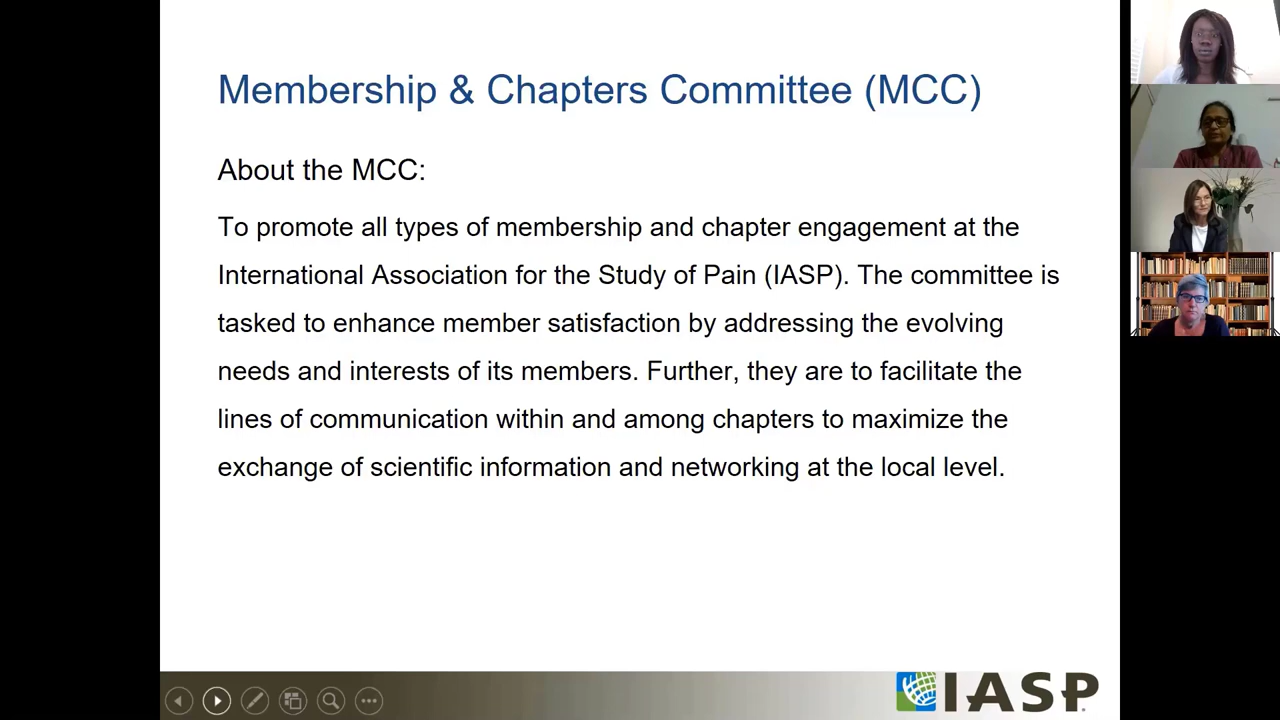 Membership & Chapters Committee (MCC)
About the MCC:
To promote all types of membership and chapter engagement at the
International Association for the Study of Pain (IASP). The committee is
tasked to enhance member satisfaction by addressing the evolving
needs and interests of its members. Further, they are to facilitate the
lines of communication within and among chapters to maximize the
exchange of scientific information and networking at the local level.
IASP